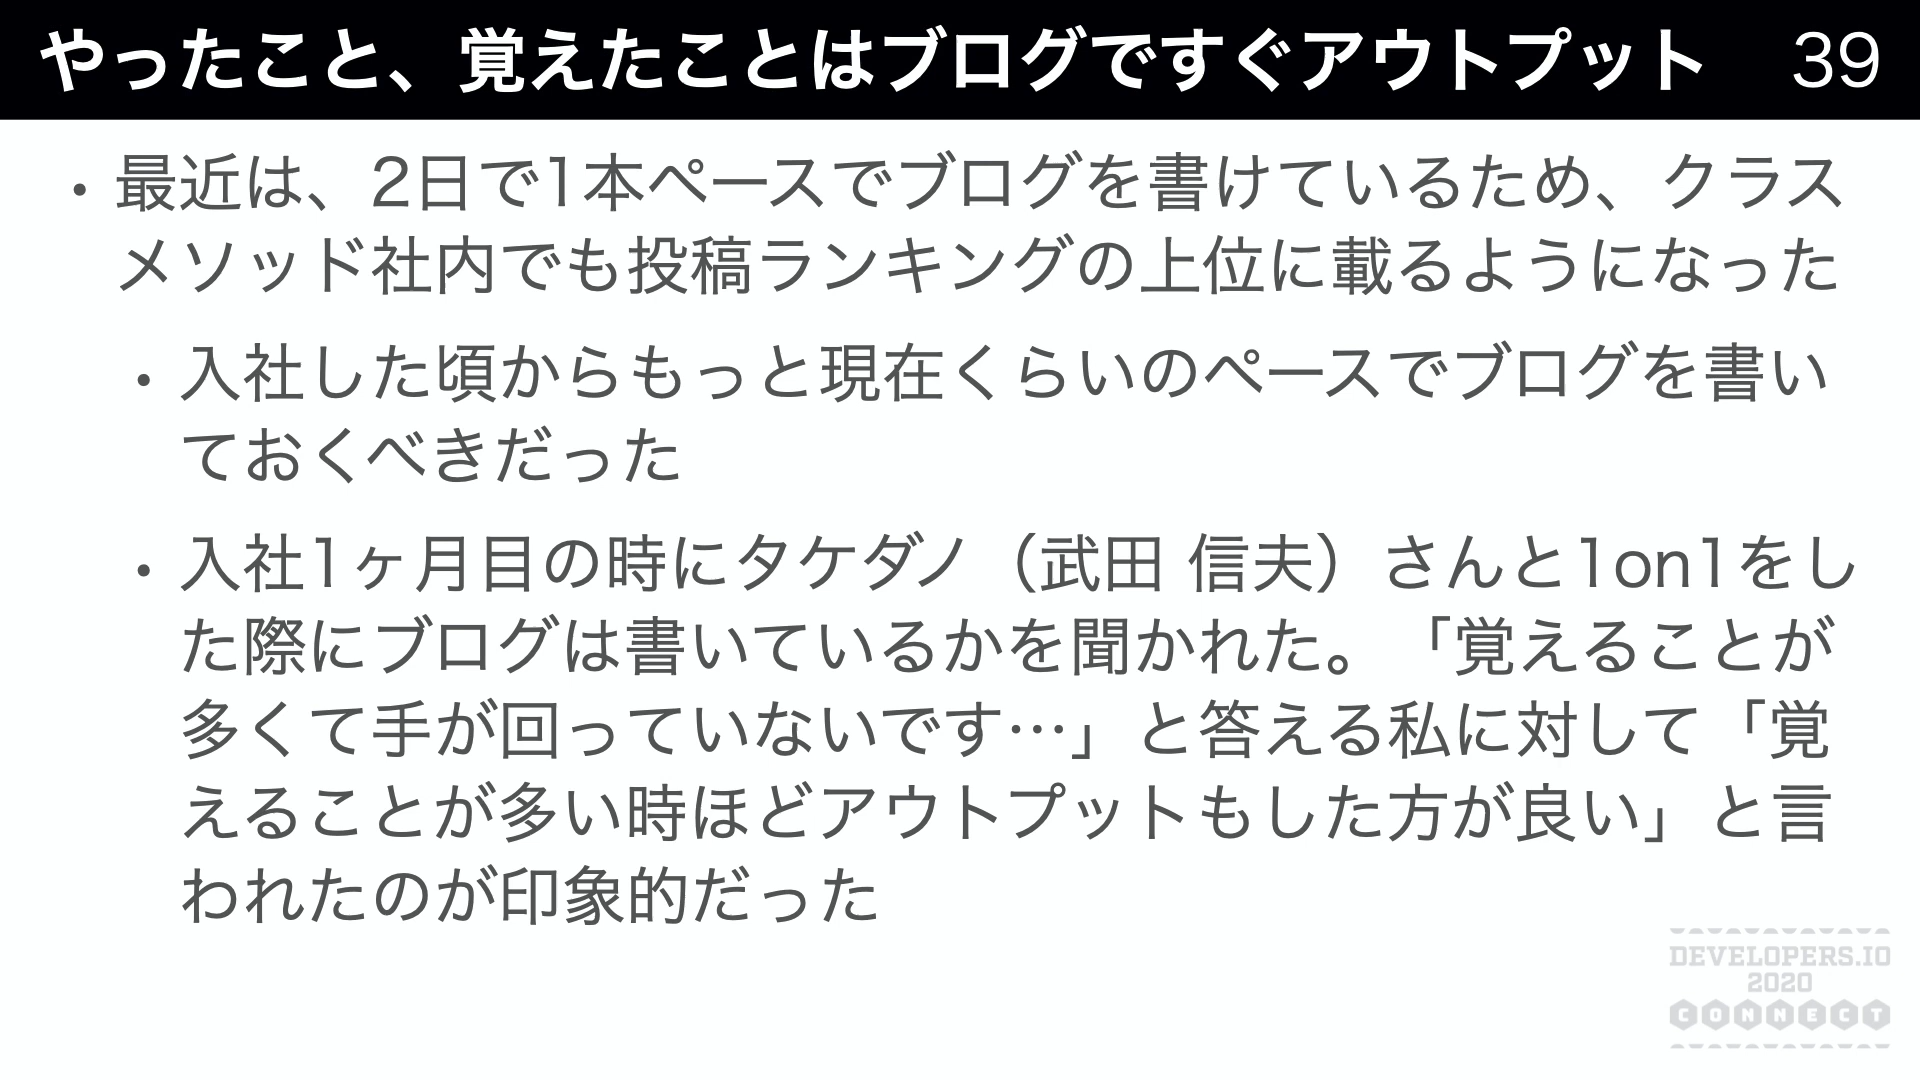 やったこと、覚えたことはブログですぐアウトプット 39
・最近は、2日で1本ペースでブログを書けているため、クラス
メソッド社内でも投稿ランキングの上位に載るようになった
・入社した頃からもっと現在くらいのペースでブログを書い
ておくべきだった
・入社1ヶ月目の時にタケダノ（武田 信夫）さんと1on1をし
た際にブログは書いているかを聞かれた。「覚えることが
多くて手が回っていないです…」と答える私に対して「覚
えることが多い時ほどアウトプットもした方が良い」と言
われたのが印象的だった
DEVELOPERS.IO
2020
CONNECT